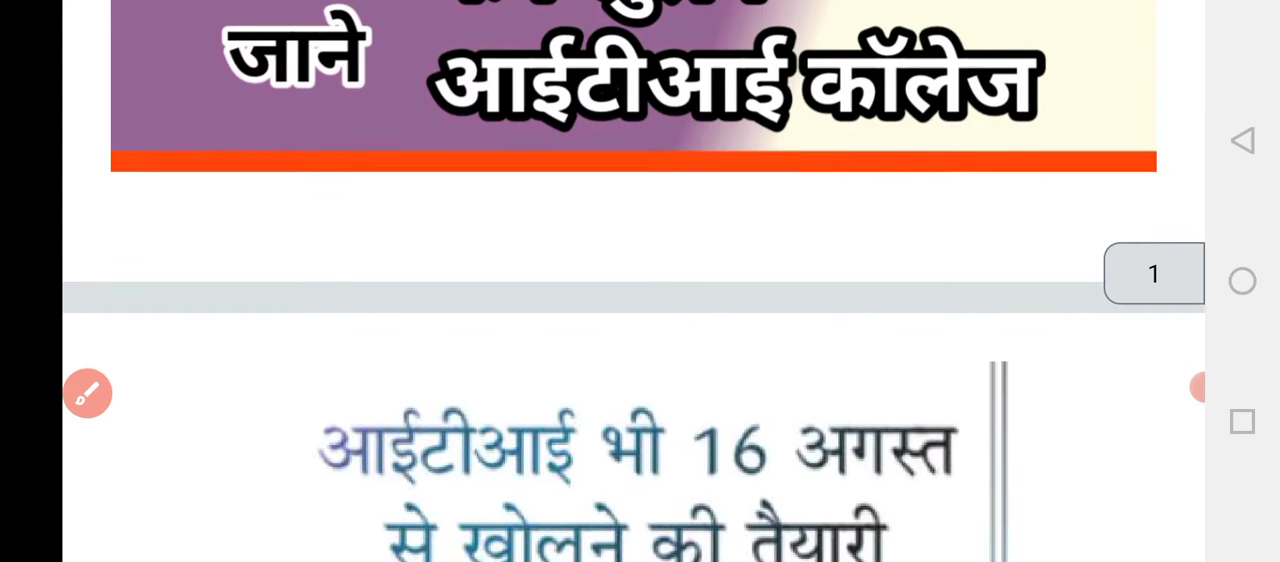 जाने
आईटीआई कॉलेज
1
आईटीआई भी 16 अगस्त
से खोलने की तैयारी